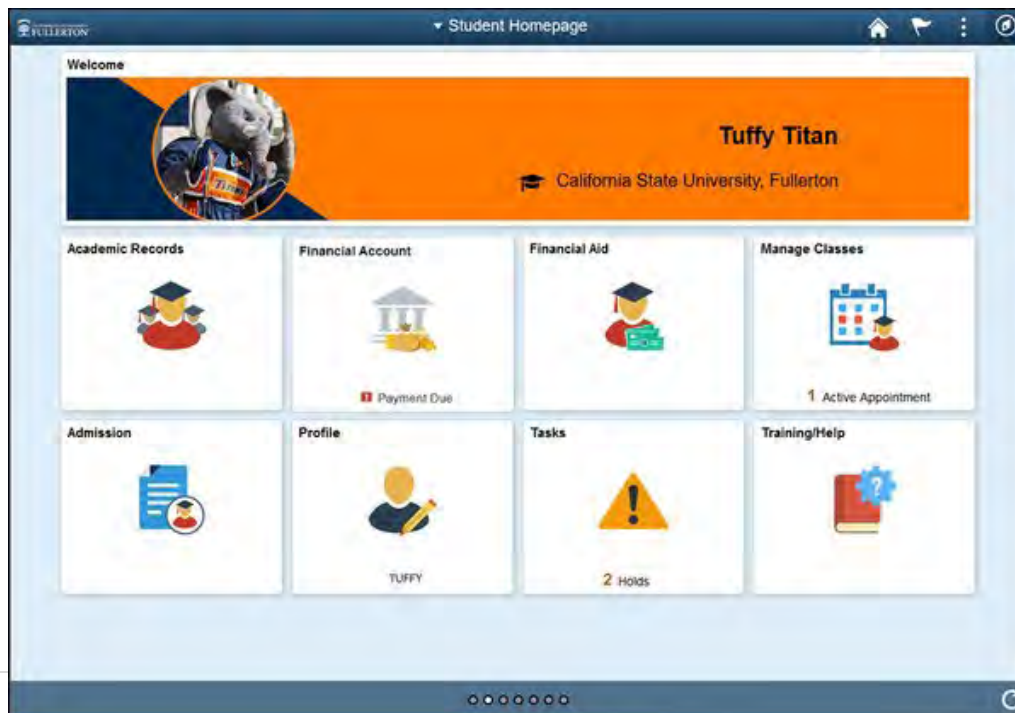 FULLERTON
Student Homepage
Welcome
TITANS
Tuffy Titan
California State University, Fullerton
Academic Records
Financial Account
Financial Aid
Manage Classes
Payment Due
1 Active Appointment
Admission
Profile
Tasks
Training/Help
TUFFY
2 Holds